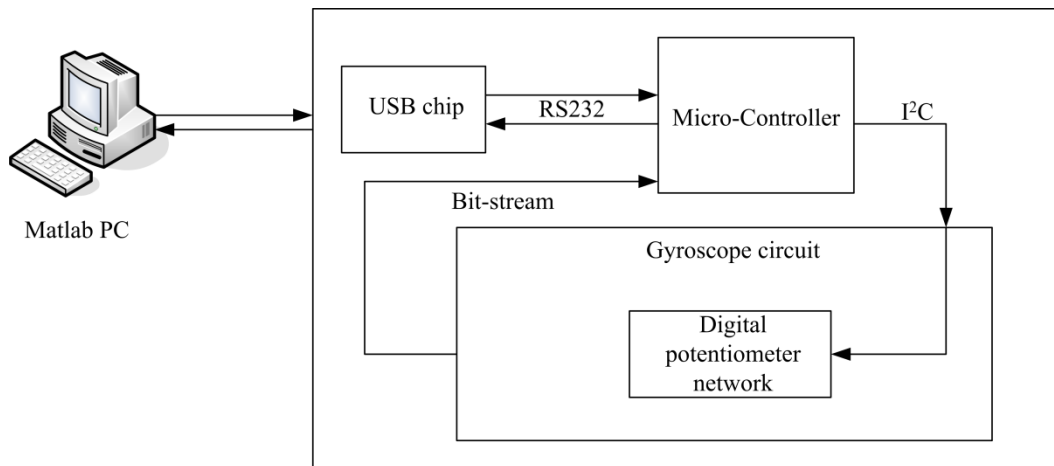 USB chip
RS232
Micro-Controller
I²C
Bit-stream
Matlab PC
Gyroscope circuit
Digital
potentiometer
network